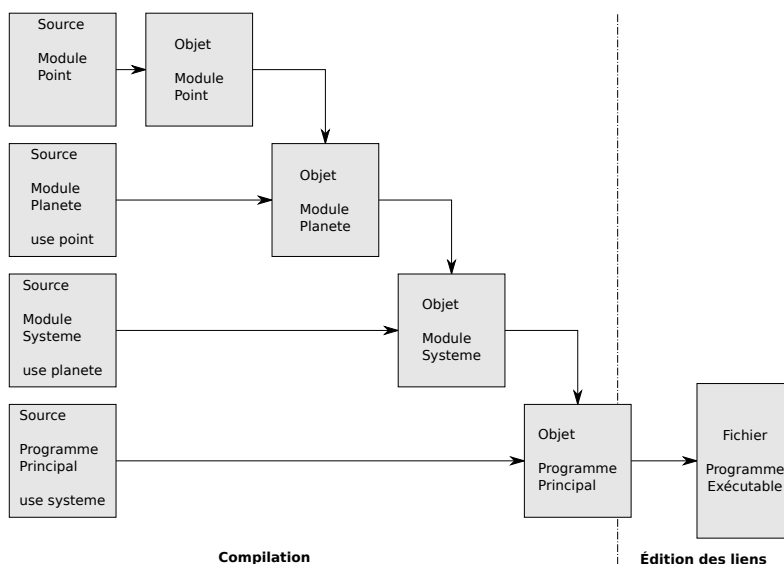 Source
Module
Point
Objet
Module
Point
Source
Module
Planete
use point
Objet
Module
Planete
Source
Module
Systeme
use planete
Objet
Module
Systeme
Source
Programme
Principal
use systeme
Objet
Programme
Principal
Fichier
Programme
Exécutable
Compilation
Édition des liens